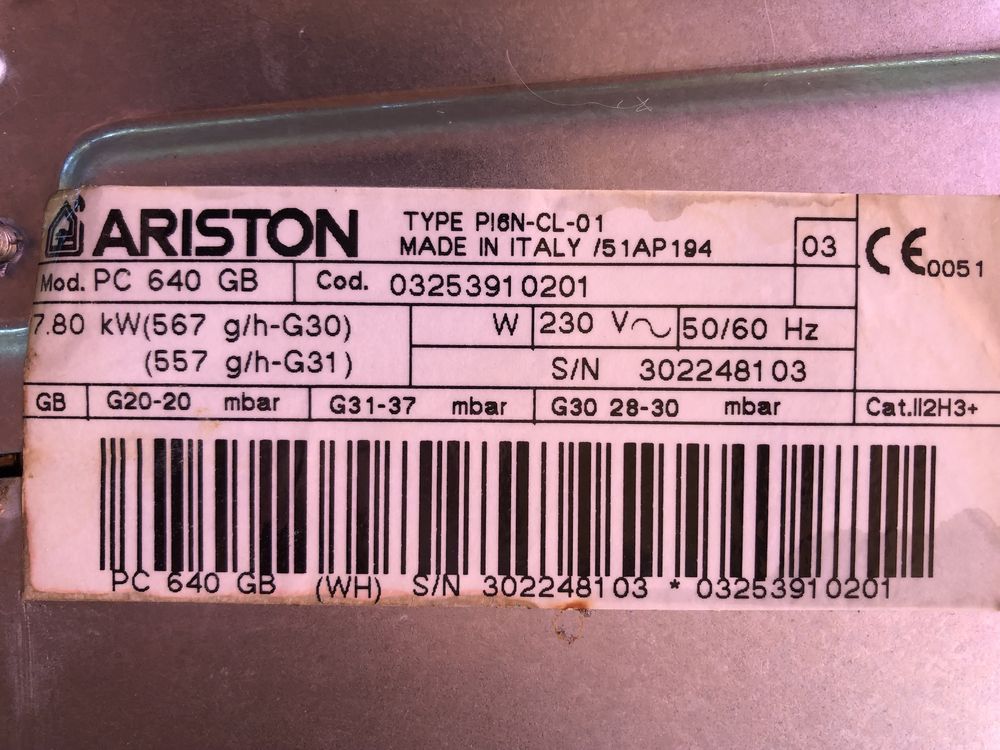 ARISTON
TYPE PI6N-CL-01
MADE IN ITALY /51AP194
03
CE 0051
Mod. PC 640 GB
Cod. 03253910201
7.80 kW(567 g/h-G30)
(557 g/h-G31)
W
230 V~
50/60 Hz
S/N 302248103
GB
G20-20 mbar
G31-37 mbar
G30 28-30 mbar
Cat.II2H3+
PC 640 GB (WH) S/N 302248103 * 03253910201